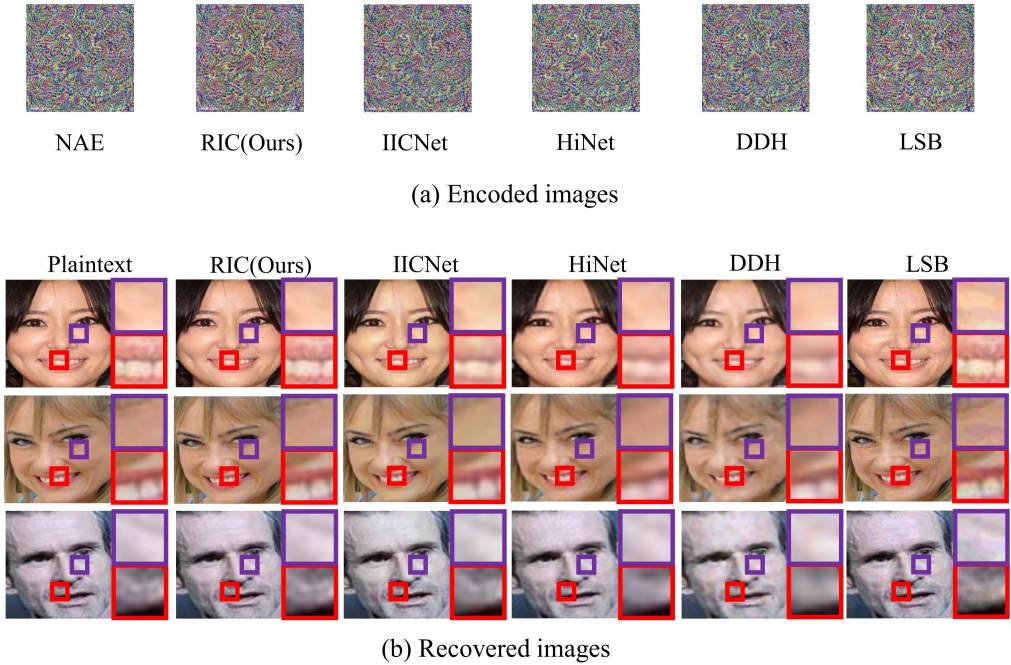 NAE RIC(Ours) IICNet HiNet DDH LSB
(a) Encoded images
Plaintext RIC(Ours) IICNet HiNet DDH LSB
(b) Recovered images